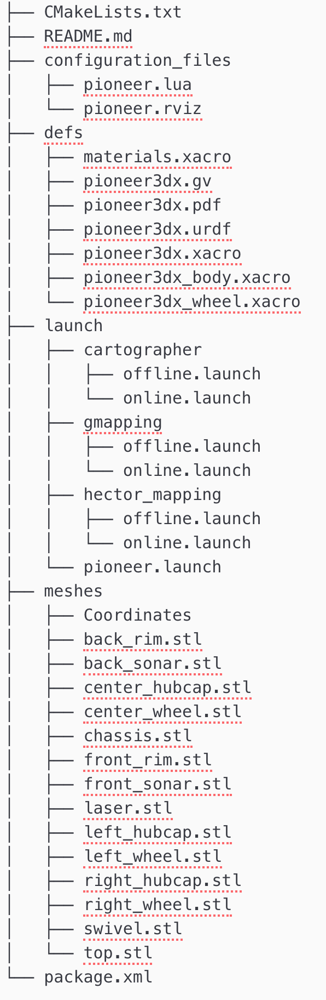 ├── CMakeLists.txt
├── README.md
├── configuration_files
│   ├── pioneer.lua
│   └── pioneer.rviz
├── defs
│   ├── materials.xacro
│   ├── pioneer3dx.gv
│   ├── pioneer3dx.pdf
│   ├── pioneer3dx.urdf
│   ├── pioneer3dx.xacro
│   ├── pioneer3dx_body.xacro
│   └── pioneer3dx_wheel.xacro
├── launch
│   ├── cartographer
│   │   ├── offline.launch
│   │   └── online.launch
│   ├── gmapping
│   │   ├── offline.launch
│   │   └── online.launch
│   ├── hector_mapping
│   │   ├── offline.launch
│   │   └── online.launch
│   └── pioneer.launch
├── meshes
│   ├── Coordinates
│   ├── back_rim.stl
│   ├── back_sonar.stl
│   ├── center_hubcap.stl
│   ├── center_wheel.stl
│   ├── chassis.stl
│   ├── front_rim.stl
│   ├── front_sonar.stl
│   ├── laser.stl
│   ├── left_hubcap.stl
│   ├── left_wheel.stl
│   ├── right_hubcap.stl
│   ├── right_wheel.stl
│   ├── swivel.stl
│   └── top.stl
└── package.xml